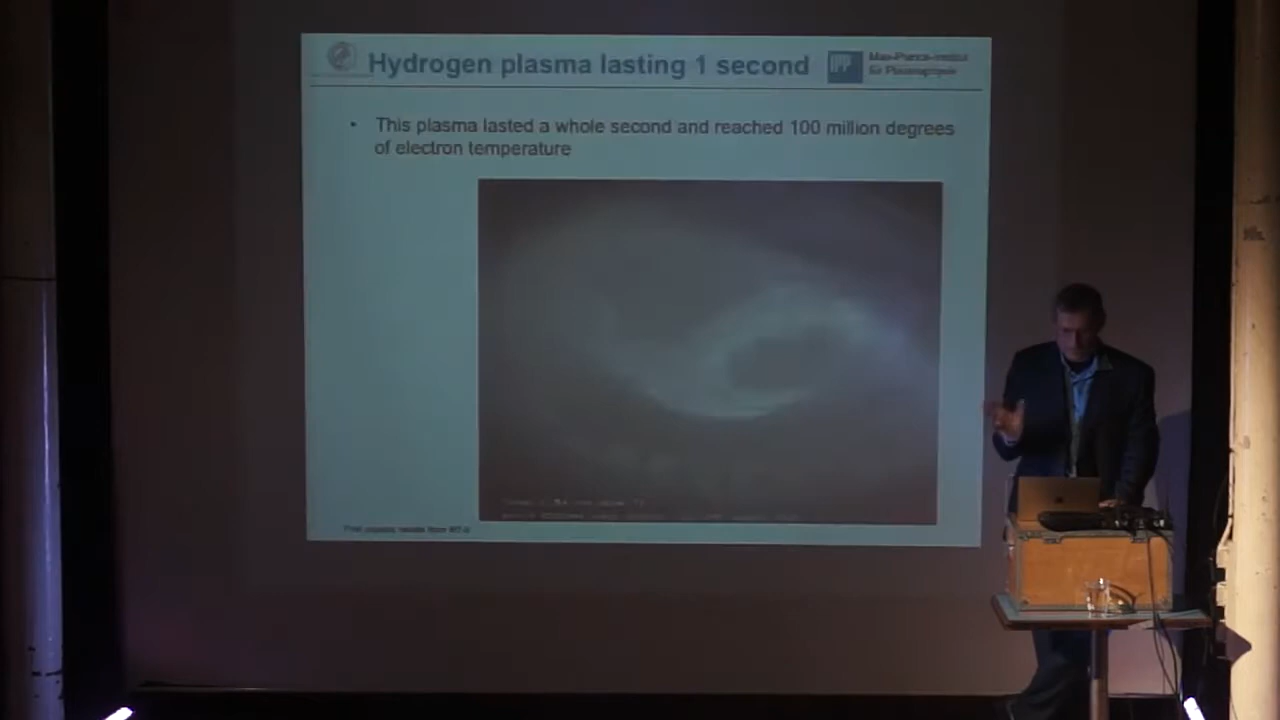 Hydrogen plasma lasting 1 second
IPP
Max-Planck-Institut
für Plasmaphysik
• This plasma lasted a whole second and reached 100 million degrees
of electron temperature